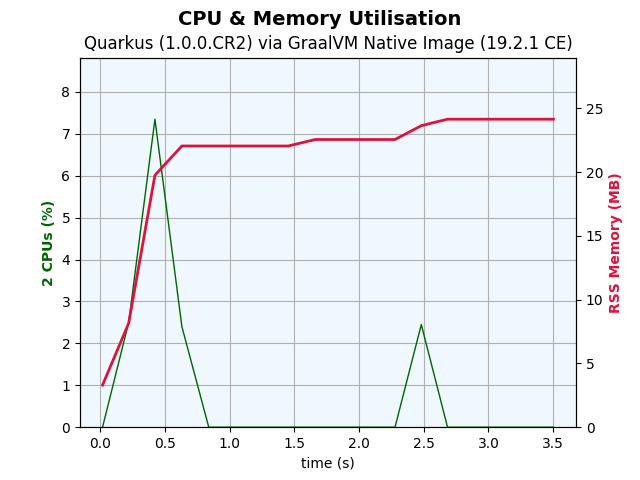 CPU & Memory Utilisation
Quarkus (1.0.0.CR2) via GraalVM Native Image (19.2.1 CE)
2 CPUs (%)
8
7
6
5
4
3
2
1
0
25
20
15
10
5
0
RSS Memory (MB)
0.0 0.5 1.0 1.5 2.0 2.5 3.0 3.5
time (s)